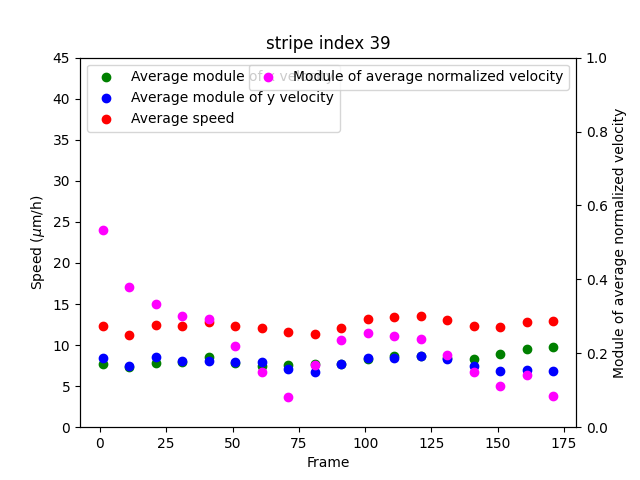 stripe index 39
Average module of x velocity
Average module of y velocity
Average speed
Module of average normalized velocity
Speed (μm/h)
45
40
35
30
25
20
15
10
5
0
1.0
0.8
0.6
0.4
0.2
0.0
Module of average normalized velocity
0 25 50 75 100 125 150 175
Frame